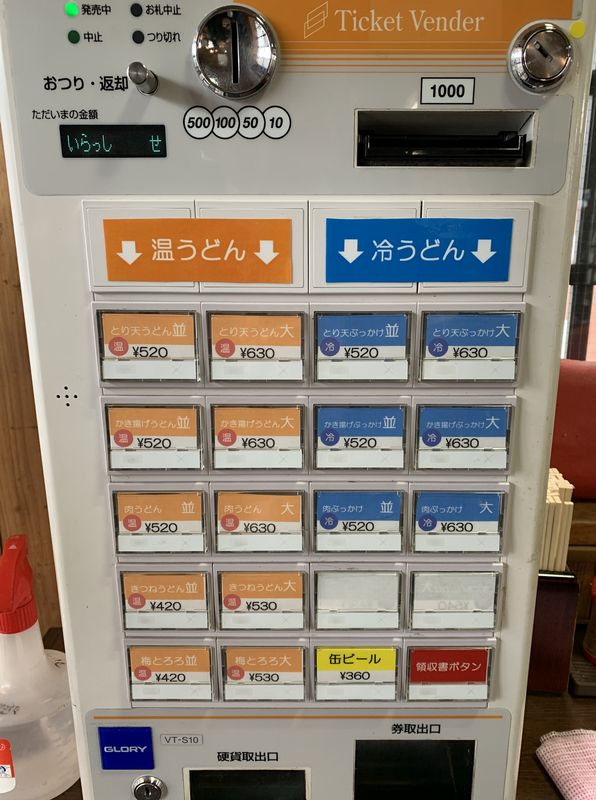 発売中
お札中止
中止
つり切れ
Ticket Vender
おつり・返却
1000
ただいまの金額
いらっし せ
500 100 50 10
温うどん
冷うどん
とり天うどん 並
温 ¥520
とり天うどん 大
温 ¥630
とり天ぶっかけ 並
冷 ¥520
とり天ぶっかけ 大
冷 ¥630
かき揚げうどん 並
温 ¥520
かき揚げうどん 大
温 ¥630
かき揚げぶっかけ 並
冷 ¥520
かき揚げぶっかけ 大
冷 ¥630
肉うどん 並
温 ¥520
肉うどん 大
温 ¥630
肉ぶっかけ 並
冷 ¥520
肉ぶっかけ 大
冷 ¥630
きつねうどん 並
温 ¥420
きつねうどん 大
温 ¥530
梅とろろ 並
温 ¥420
梅とろろ 大
温 ¥530
缶ビール
¥360
領収書ボタン
GLORY
VT-S10
硬貨取出口
券取出口